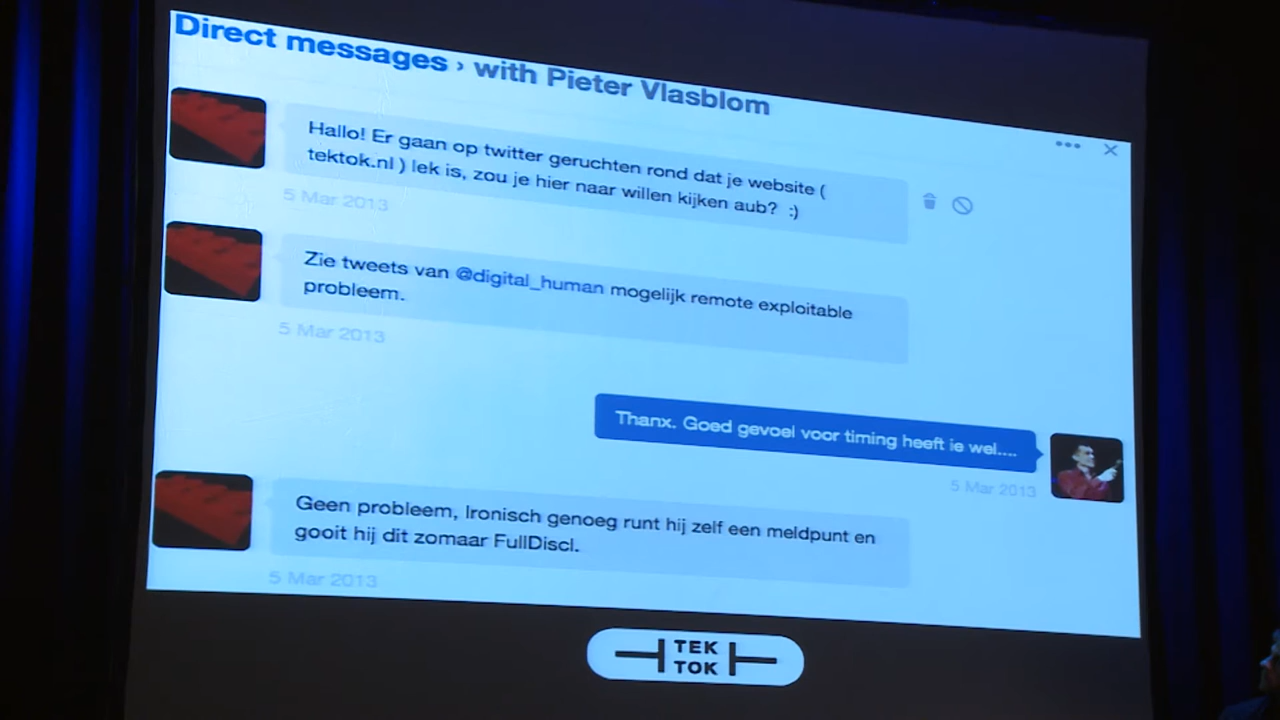 Direct messages › with Pieter Vlasblom
Hallo! Er gaan op twitter geruchten rond dat je website (
tektok.nl ) lek is, zou je hier naar willen kijken aub? :)
5 Mar 2013
Zie tweets van @digital_human mogelijk remote exploitable
probleem.
5 Mar 2013
Thanx. Goed gevoel voor timing heeft ie wel....
5 Mar 2013
Geen probleem, Ironisch genoeg runt hij zelf een meldpunt en
gooit hij dit zomaar FullDiscl.
5 Mar 2013
TEK
TOK